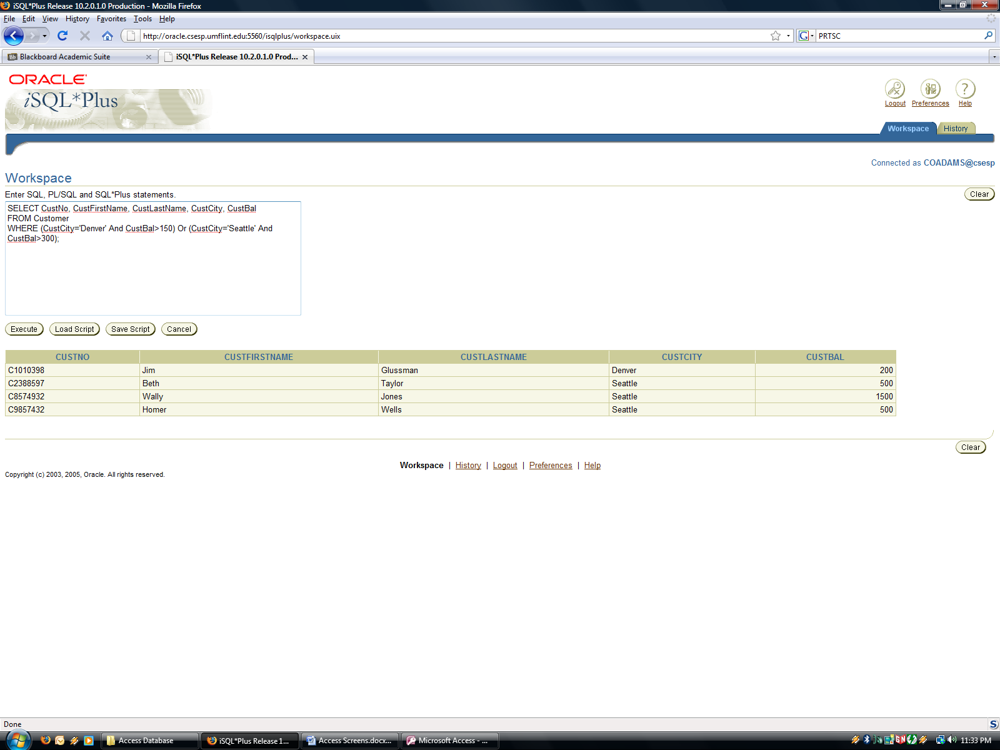 iSQL*Plus Release 10.2.0.1.0 Production - Mozilla Firefox
File Edit View History Favorites Tools Help
http://oracle.csesp.umflint.edu:5560/isqlplus/workspace.uix
G
PRTSC
Bb Blackboard Academic Suite
iSQL*Plus Release 10.2.0.1.0 Prod...
ORACLE
iSQL*Plus
Logout Preferences Help
Workspace History
Connected as COADAMS@csesp
Workspace
Enter SQL, PL/SQL and SQL*Plus statements.
Clear
SELECT CustNo, CustFirstName, CustLastName, CustCity, CustBal
FROM Customer
WHERE (CustCity='Denver' And CustBal>150) Or (CustCity='Seattle' And
CustBal>300);
Execute Load Script Save Script Cancel
CUSTNO CUSTFIRSTNAME CUSTLASTNAME CUSTCITY CUSTBAL
C1010398 Jim Glussman Denver 200
C2388597 Beth Taylor Seattle 500
C8574932 Wally Jones Seattle 1500
C9857432 Homer Wells Seattle 500
Clear
Workspace | History | Logout | Preferences | Help
Copyright (c) 2003, 2005, Oracle. All rights reserved.
Done
Access Database
iSQL*Plus Release 1...
Access Screens.docx...
Microsoft Access - ...
11:33 PM